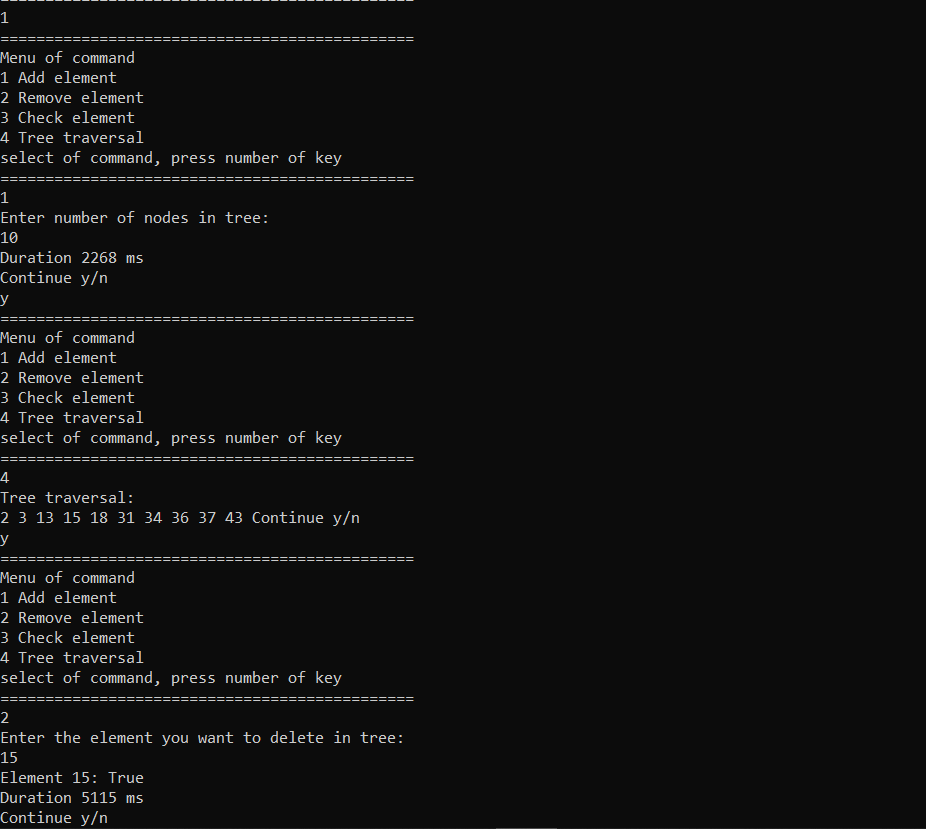 ==============================================
1
==============================================
Menu of command
1 Add element
2 Remove element
3 Check element
4 Tree traversal
select of command, press number of key
==============================================
1
Enter number of nodes in tree:
10
Duration 2268 ms
Continue y/n
y
==============================================
Menu of command
1 Add element
2 Remove element
3 Check element
4 Tree traversal
select of command, press number of key
==============================================
4
Tree traversal:
2 3 13 15 18 31 34 36 37 43 Continue y/n
y
==============================================
Menu of command
1 Add element
2 Remove element
3 Check element
4 Tree traversal
select of command, press number of key
==============================================
2
Enter the element you want to delete in tree:
15
Element 15: True
Duration 5115 ms
Continue y/n